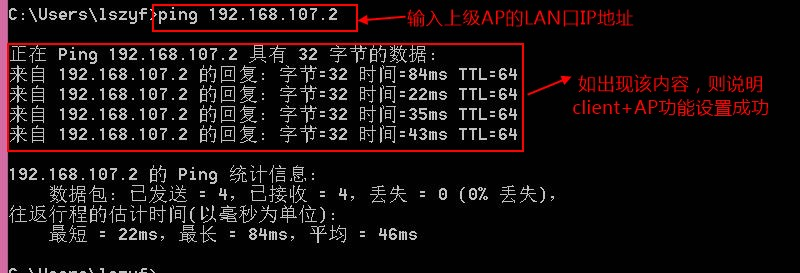 C:\Users\lszyf>ping 192.168.107.2
输入上级AP的LAN口IP地址
正在 Ping 192.168.107.2 具有 32 字节的数据:
来自 192.168.107.2 的回复: 字节=32 时间=84ms TTL=64
来自 192.168.107.2 的回复: 字节=32 时间=22ms TTL=64
来自 192.168.107.2 的回复: 字节=32 时间=35ms TTL=64
来自 192.168.107.2 的回复: 字节=32 时间=43ms TTL=64
如出现该内容，则说明
client+AP功能设置成功
192.168.107.2 的 Ping 统计信息:
数据包: 已发送 = 4，已接收 = 4，丢失 = 0 (0% 丢失)，
往返行程的估计时间(以毫秒为单位):
最短 = 22ms，最长 = 84ms，平均 = 46ms
C:\Users\lszyf>